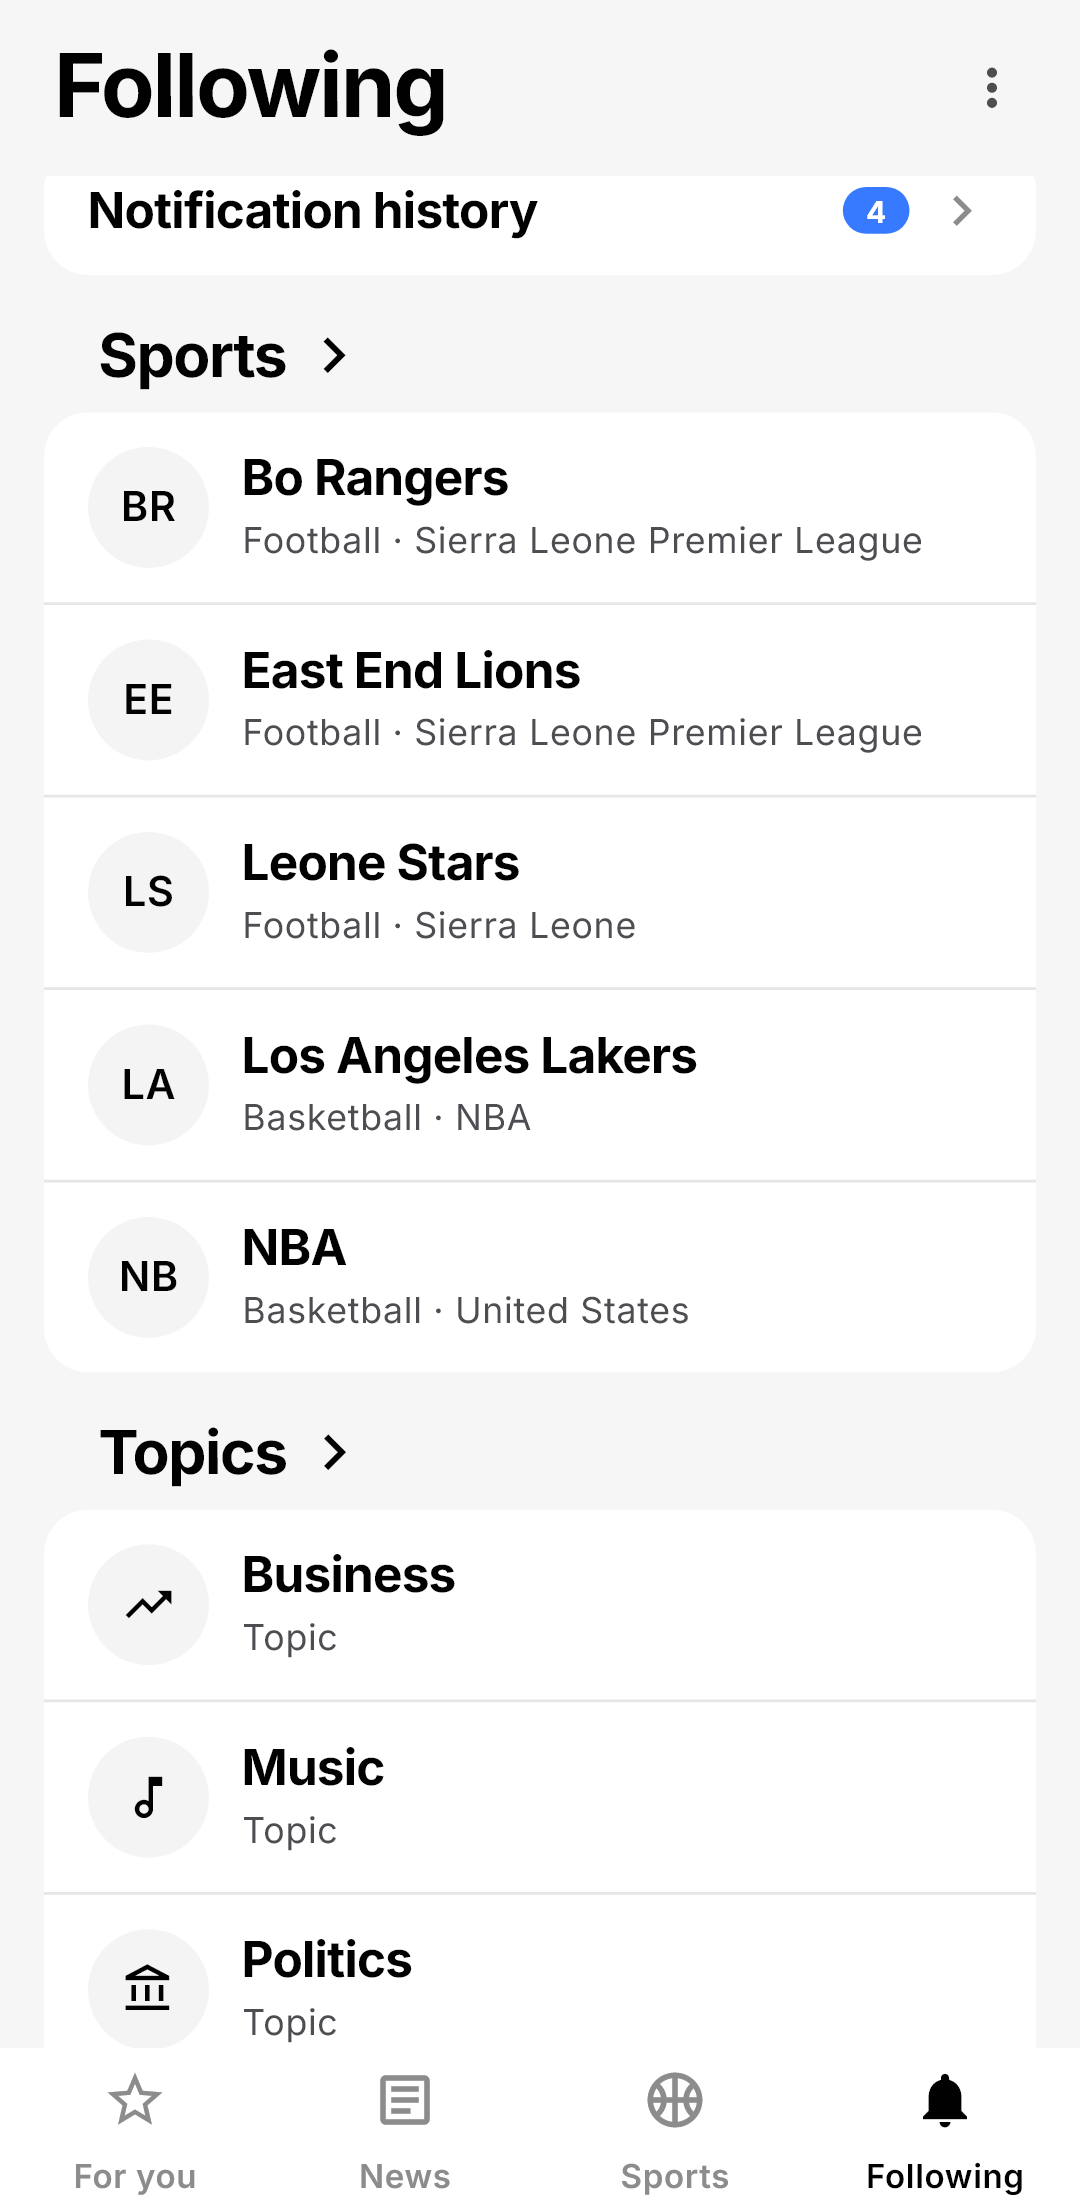 Following
Notification history 4
Sports
BR
Bo Rangers
Football · Sierra Leone Premier League
EE
East End Lions
Football · Sierra Leone Premier League
LS
Leone Stars
Football · Sierra Leone
LA
Los Angeles Lakers
Basketball · NBA
NB
NBA
Basketball · United States
Topics
Business
Topic
Music
Topic
Politics
Topic
For you News Sports Following